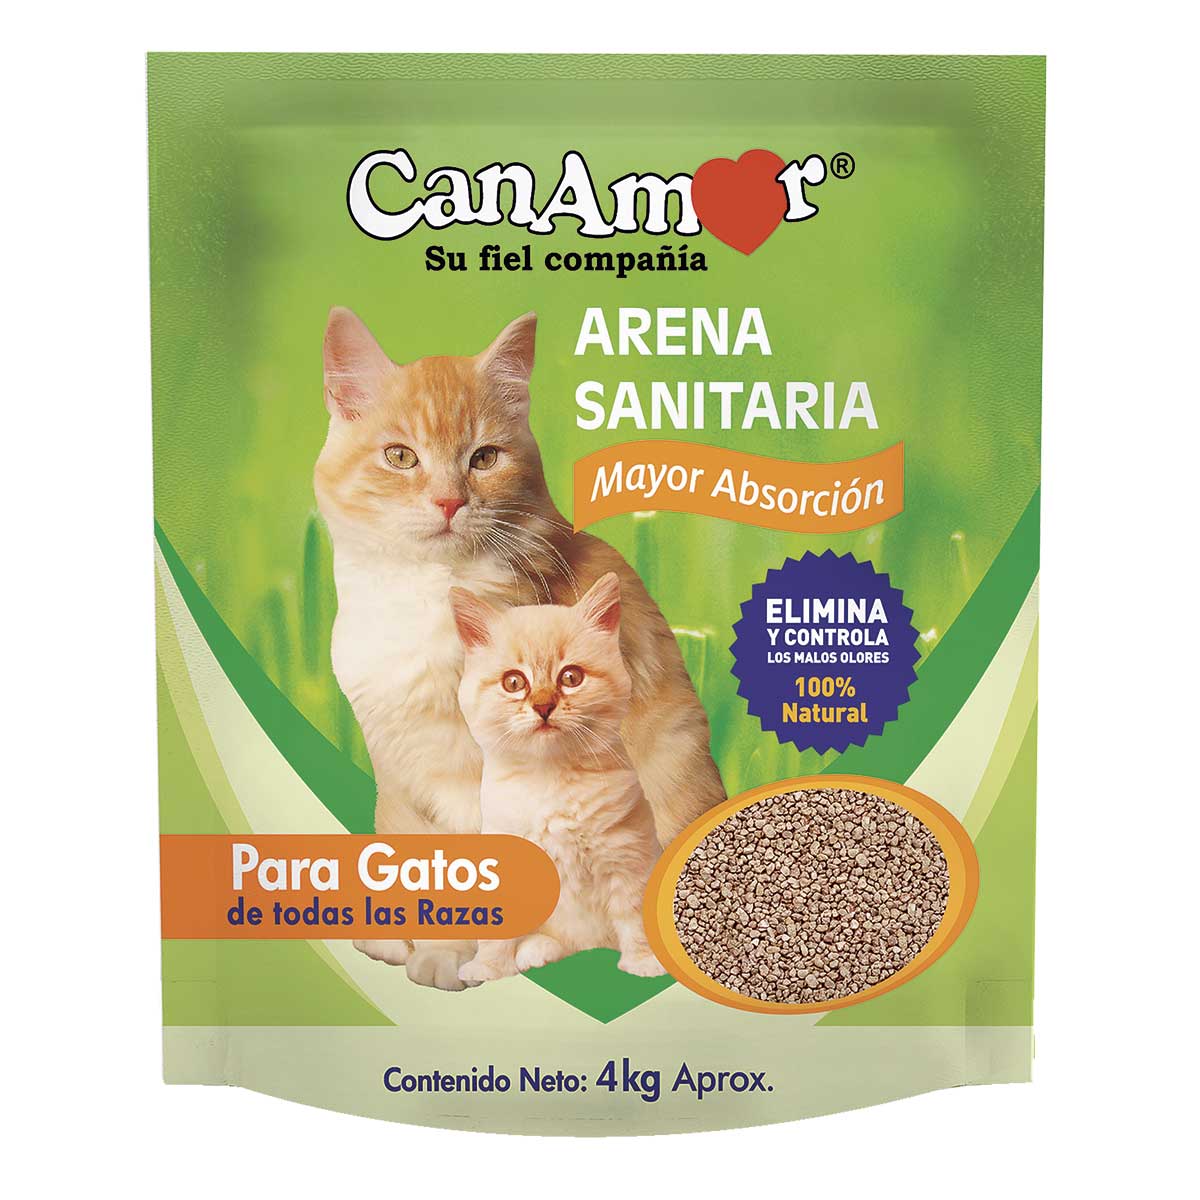 CanAmor®
Su fiel compañía
ARENA
SANITARIA
Mayor Absorción
ELIMINA
Y CONTROLA
LOS MALOS OLORES
100%
Natural
Para Gatos
de todas las Razas
Contenido Neto: 4kg Aprox.